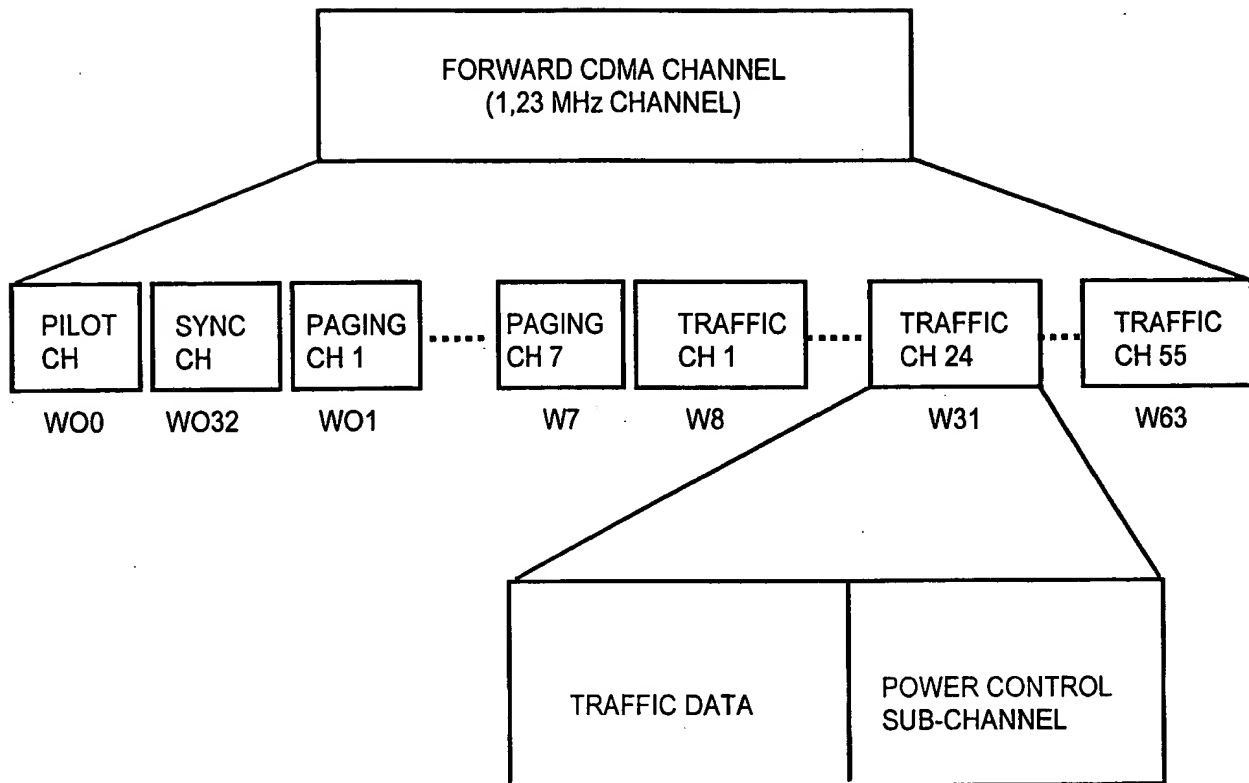 FORWARD CDMA CHANNEL
(1,23 MHz CHANNEL)
PILOT
CH
SYNC
CH
PAGING
CH 1
PAGING
CH 7
TRAFFIC
CH 1
TRAFFIC
CH 24
TRAFFIC
CH 55
WO0
WO32
WO1
W7
W8
W31
W63
TRAFFIC DATA
POWER CONTROL
SUB-CHANNEL